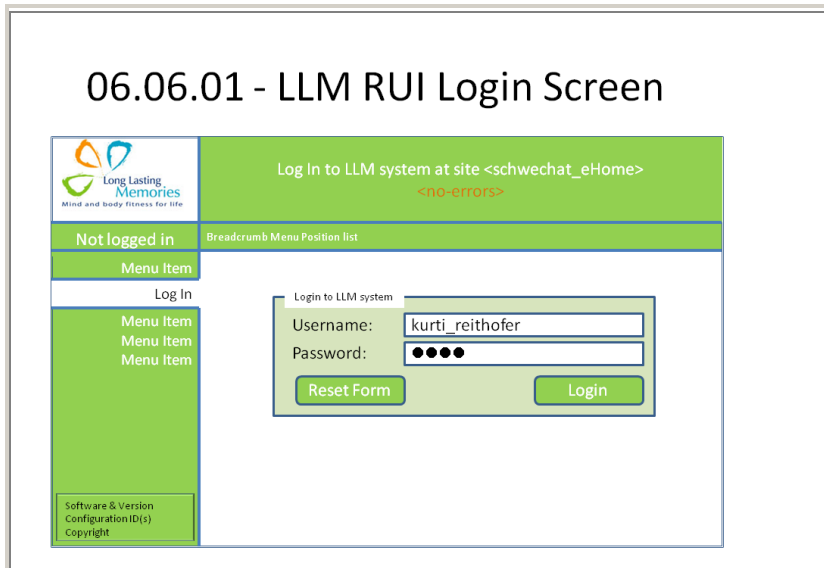 06.06.01 - LLM RUI Login Screen
Long Lasting
Memories
Mind and body fitness for life
Log In to LLM system at site <schwechat_eHome>
<no-errors>
Not logged in
Breadcrumb Menu Position list
Menu Item
Log In
Menu Item
Menu Item
Menu Item
Login to LLM system
Username: kurti_reithofer
Password: ●●●●
Reset Form Login
Software & Version
Configuration ID(s)
Copyright